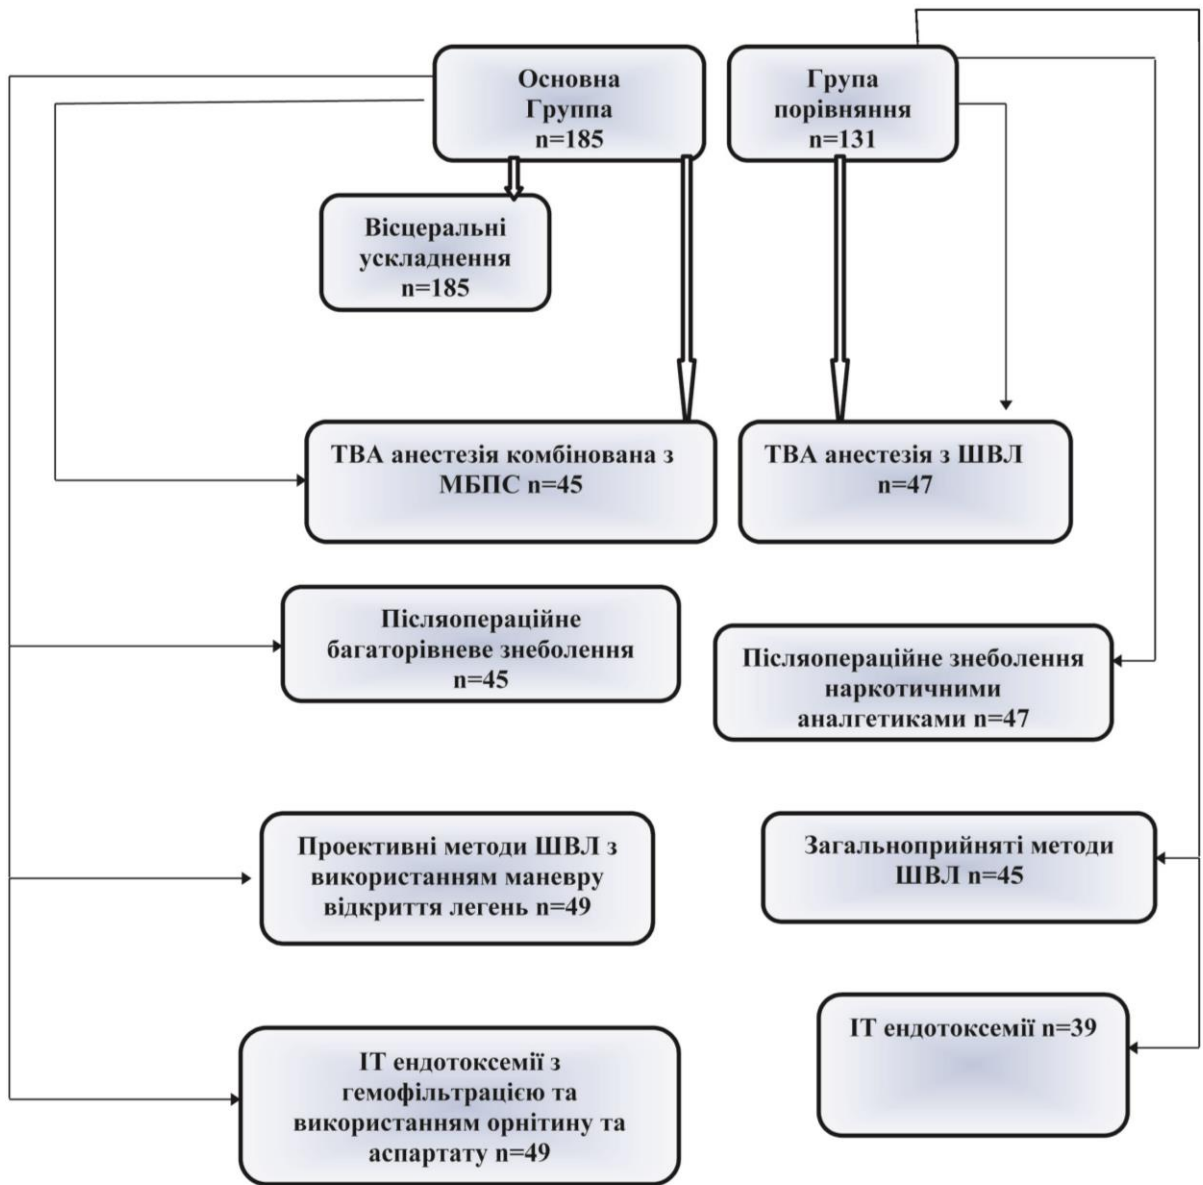 Основна
Группа
n=185
Група
порівняння
n=131
Вісцеральні
ускладнення
n=185
ТВА анестезія комбінована з
МБПС n=45
ТВА анестезія з ШВЛ
n=47
Післяопераційне
багаторівневе знеболення
n=45
Післяопераційне знеболення
наркотичними
аналгетиками n=47
Проективні методи ШВЛ з
використанням маневру
відкриття легень n=49
Загальноприйняті методи
ШВЛ n=45
ІТ ендотоксемії з
гемофільтрацією та
використанням орнітину та
аспартату n=49
ІТ ендотоксемії n=39